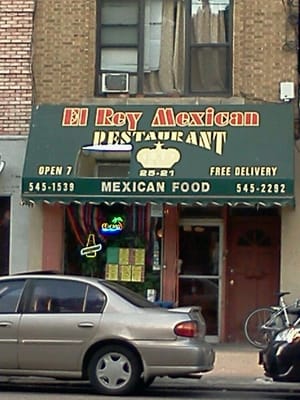 El Rey Mexican
RESTAURANT
OPEN 7
25-21
FREE DELIVERY
545-1539
MEXICAN FOOD
545-2292